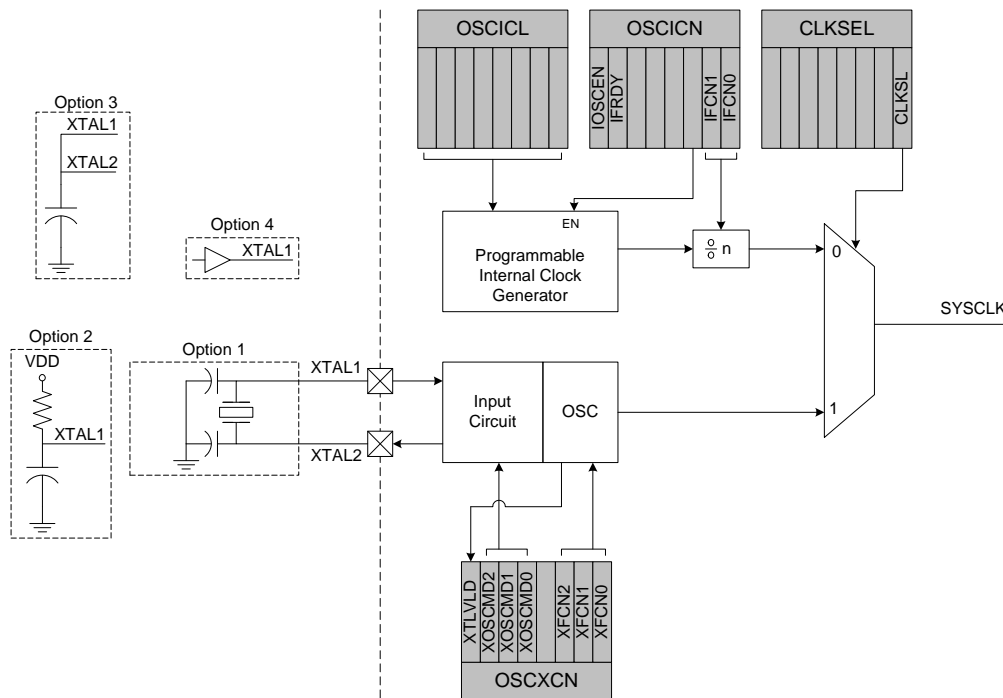 OSCICL
OSCICN
CLKSEL
IOSCEN
IFRDY
IFCN1
IFCN0
CLKSL
Option 3
XTAL1
XTAL2
Option 4
XTAL1
EN
Programmable
Internal Clock
Generator
n
0
SYSCLK
Option 2
VDD
XTAL1
Option 1
XTAL1
XTAL2
Input
Circuit
OSC
1
XTLVLD
XOSCMD2
XOSCMD1
XOSCMD0
XFCN2
XFCN1
XFCN0
OSCXCN